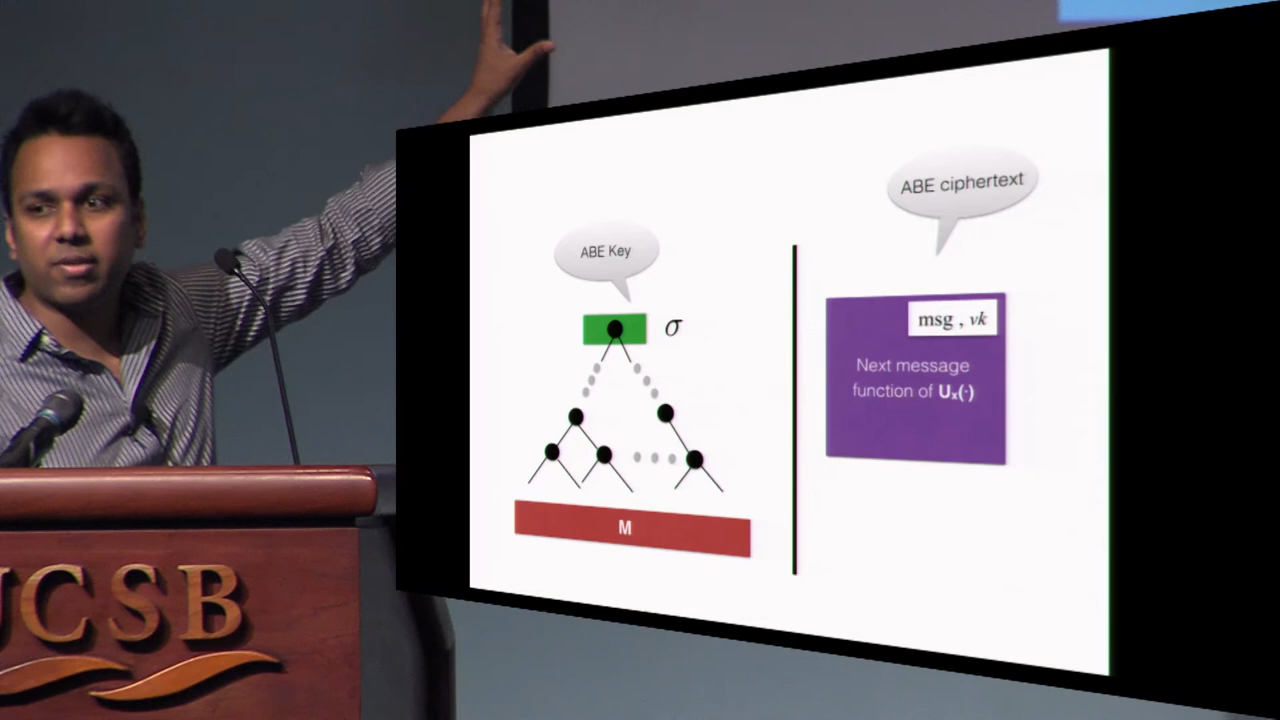 ABE ciphertext
ABE Key
σ
msg , vk
Next message
function of Uₓ(·)
M
UCSB